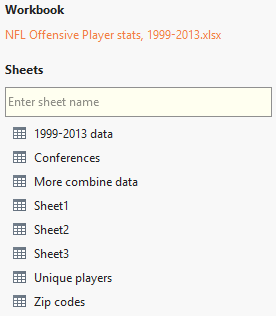 Workbook
NFL Offensive Player stats, 1999-2013.xlsx
Sheets
Enter sheet name
1999-2013 data
Conferences
More combine data
Sheet1
Sheet2
Sheet3
Unique players
Zip codes